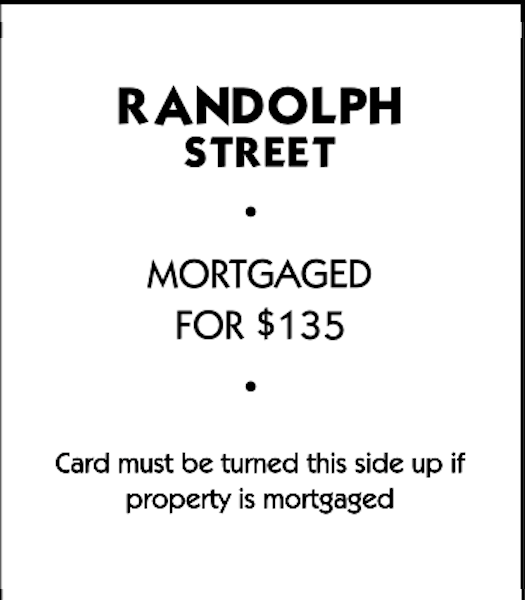 RANDOLPH
STREET
•
MORTGAGED
FOR $135
•
Card must be turned this side up if
property is mortgaged